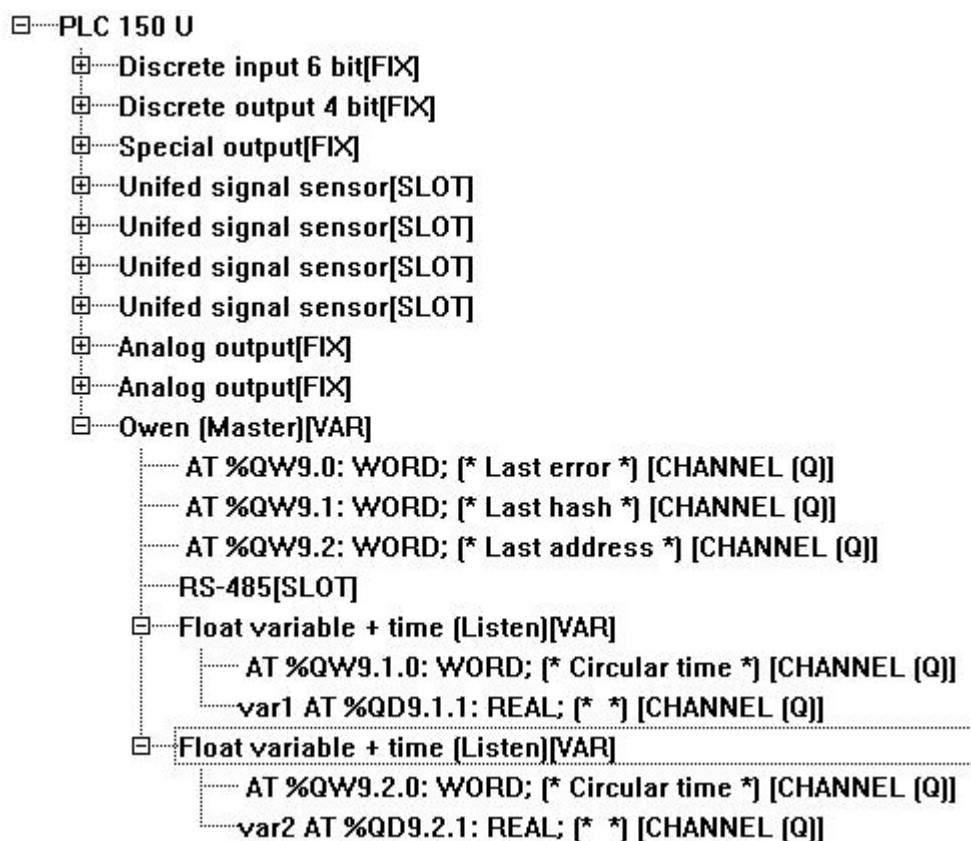 PLC 150 U
Discrete input 6 bit[FIX]
Discrete output 4 bit[FIX]
Special output[FIX]
Unifed signal sensor[SLOT]
Unifed signal sensor[SLOT]
Unifed signal sensor[SLOT]
Unifed signal sensor[SLOT]
Analog output[FIX]
Analog output[FIX]
Owen (Master)[VAR]
AT %QW9.0: WORD; (* Last error *) [CHANNEL (Q)]
AT %QW9.1: WORD; (* Last hash *) [CHANNEL (Q)]
AT %QW9.2: WORD; (* Last address *) [CHANNEL (Q)]
RS-485[SLOT]
Float variable + time (Listen)[VAR]
AT %QW9.1.0: WORD; (* Circular time *) [CHANNEL (Q)]
var1 AT %QD9.1.1: REAL; (* *) [CHANNEL (Q)]
Float variable + time (Listen)[VAR]
AT %QW9.2.0: WORD; (* Circular time *) [CHANNEL (Q)]
var2 AT %QD9.2.1: REAL; (* *) [CHANNEL (Q)]